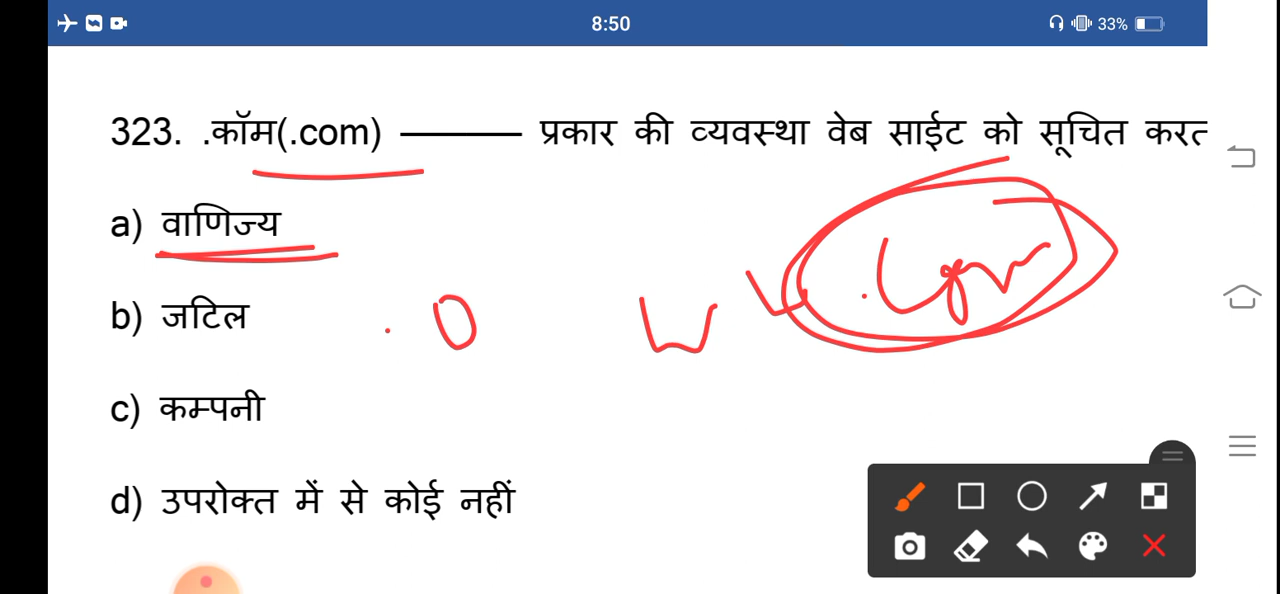 8:50
33%
323. .कॉम(.com) ——— प्रकार की व्यवस्था वेब साईट को सूचित करत
a) वाणिज्य
b) जटिल
c) कम्पनी
d) उपरोक्त में से कोई नहीं